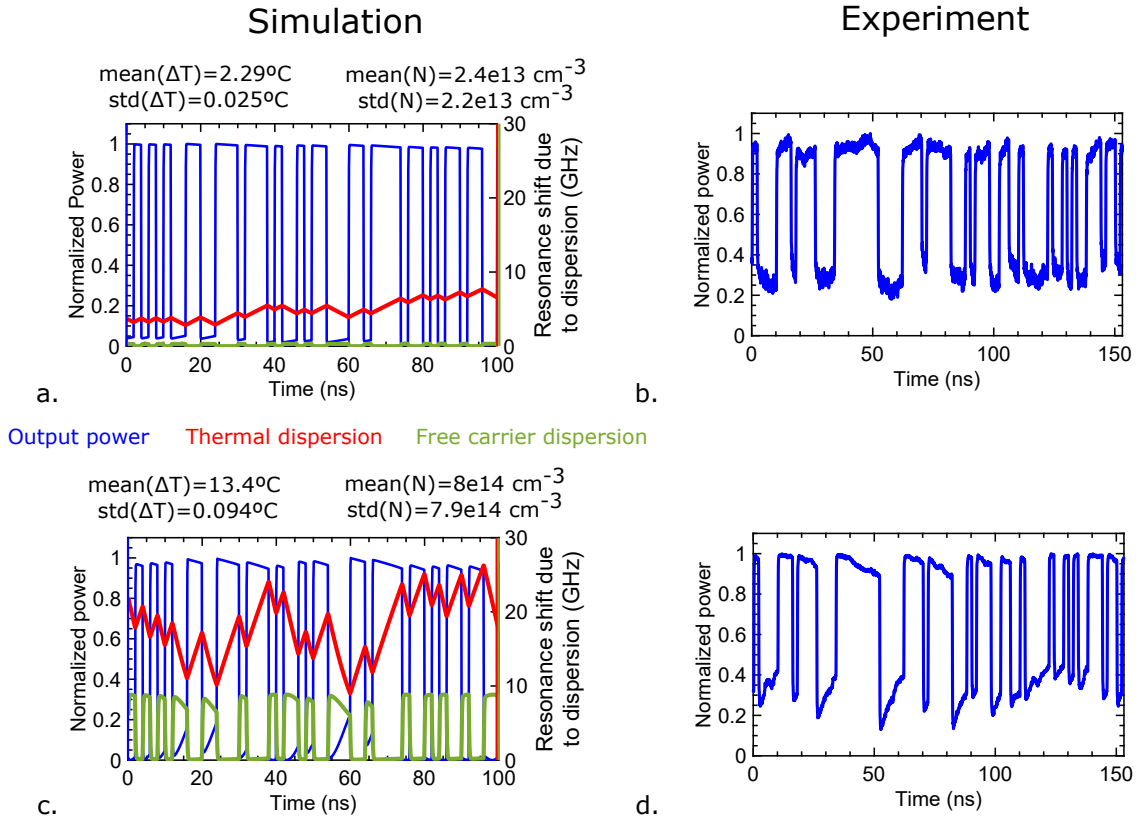 Simulation
Experiment
mean(ΔT)=2.29ºC
mean(N)=2.4e13 cm-3
std(ΔT)=0.025ºC
std(N)=2.2e13 cm-3
Normalized Power
1
0.8
0.6
0.4
0.2
0
30
20
10
0
Resonance shift due
to dispersion (GHz)
0
20
40
60
80
100
Time (ns)
a.
Normalized power
1
0.8
0.6
0.4
0.2
0
0
50
100
150
Time (ns)
b.
Output power
Thermal dispersion
Free carrier dispersion
mean(ΔT)=13.4ºC
mean(N)=8e14 cm-3
std(ΔT)=0.094ºC
std(N)=7.9e14 cm-3
Normalized power
1
0.8
0.6
0.4
0.2
0
30
20
10
0
Resonance shift due
to dispersion (GHz)
0
20
40
60
80
100
Time (ns)
c.
Normalized power
1
0.8
0.6
0.4
0.2
0
0
50
100
150
Time (ns)
d.